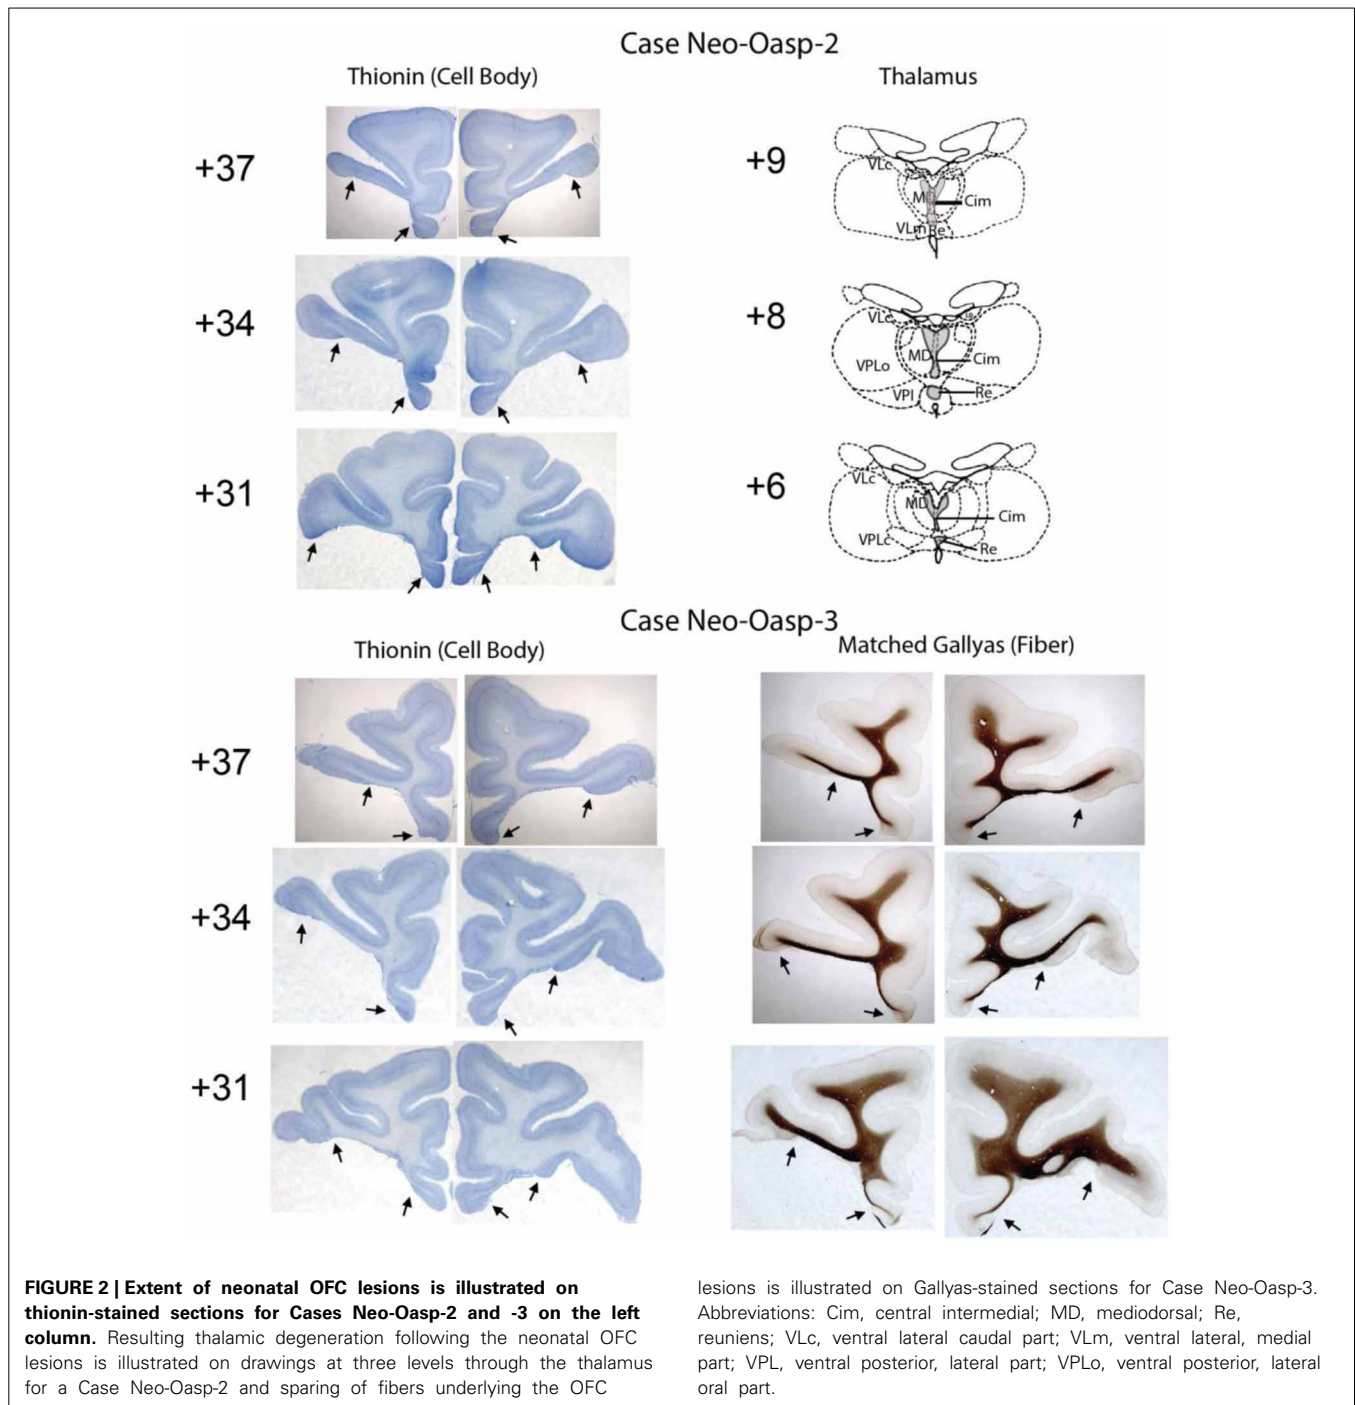 Case Neo-Oasp-2
Thionin (Cell Body)
Thalamus
+37
+34
+31
+9
VLc
M
Cim
VLm
Re
+8
VLc
MD
Cim
VPLo
VPI
Re
+6
VLc
MD
Cim
VPLc
Re
Case Neo-Oasp-3
Thionin (Cell Body)
Matched Gallyas (Fiber)
+37
+34
+31
FIGURE 2 | Extent of neonatal OFC lesions is illustrated on
thionin-stained sections for Cases Neo-Oasp-2 and -3 on the left
column. Resulting thalamic degeneration following the neonatal OFC
lesions is illustrated on drawings at three levels through the thalamus
for a Case Neo-Oasp-2 and sparing of fibers underlying the OFC
lesions is illustrated on Gallyas-stained sections for Case Neo-Oasp-3.
Abbreviations: Cim, central intermedial; MD, mediodorsal; Re,
reuniens; VLc, ventral lateral caudal part; VLm, ventral lateral, medial
part; VPL, ventral posterior, lateral part; VPLo, ventral posterior, lateral
oral part.